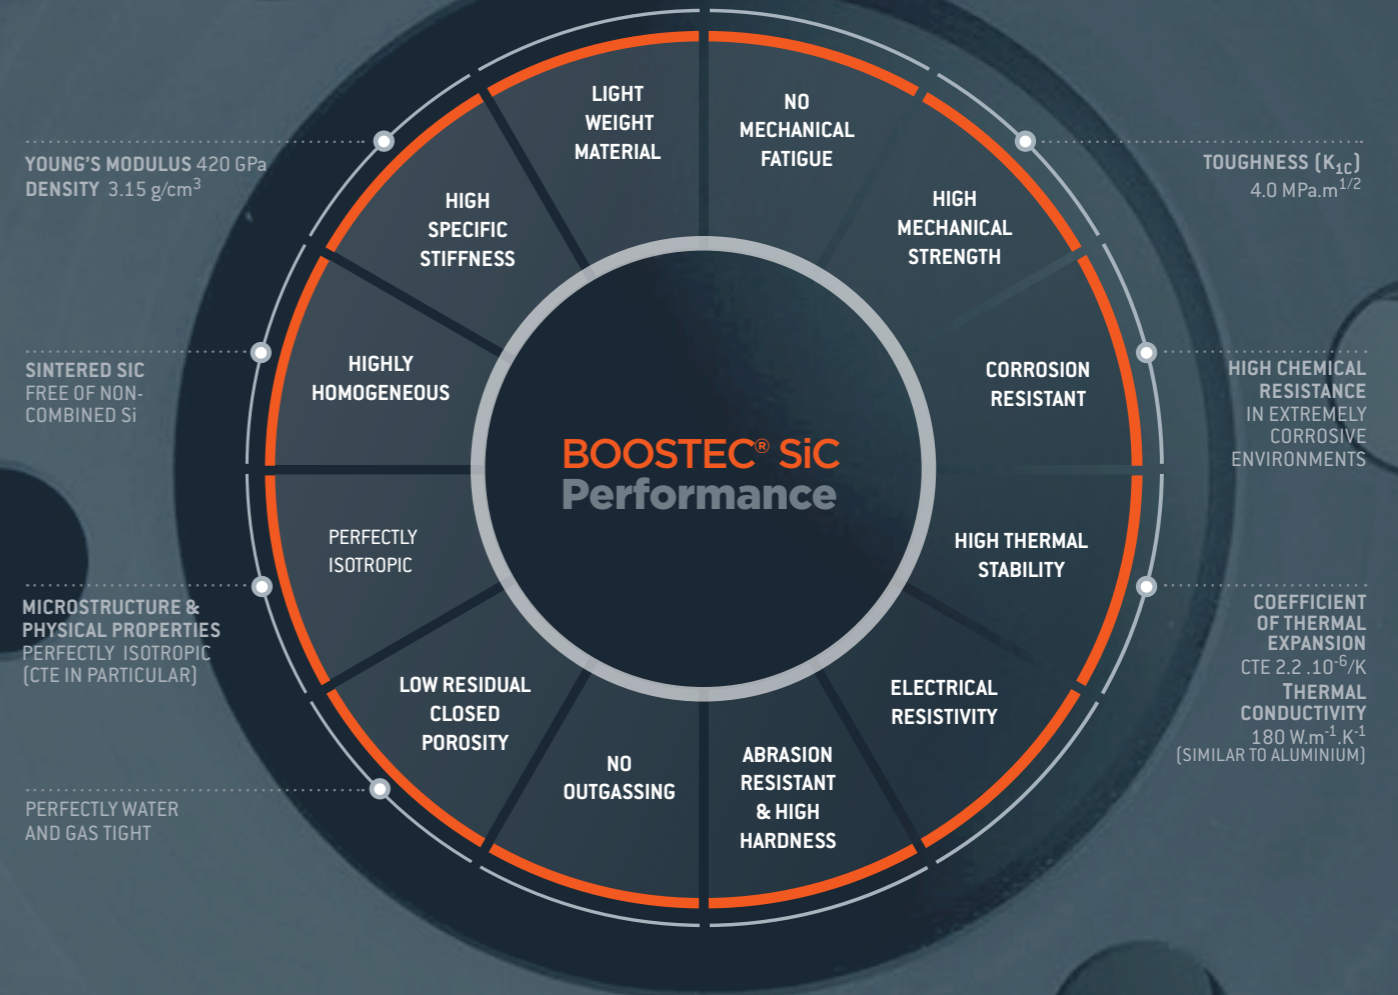 LIGHT
WEIGHT
MATERIAL
NO
MECHANICAL
FATIGUE
HIGH
MECHANICAL
STRENGTH
CORROSION
RESISTANT
HIGH THERMAL
STABILITY
ELECTRICAL
RESISTIVITY
ABRASION
RESISTANT
& HIGH
HARDNESS
NO
OUTGASSING
LOW RESIDUAL
CLOSED
POROSITY
PERFECTLY
ISOTROPIC
HIGHLY
HOMOGENEOUS
HIGH
SPECIFIC
STIFFNESS
BOOSTEC® SiC
Performance
YOUNG'S MODULUS 420 GPa
DENSITY 3.15 g/cm³
SINTERED SIC
FREE OF NON-
COMBINED Si
MICROSTRUCTURE &
PHYSICAL PROPERTIES
PERFECTLY ISOTROPIC
(CTE IN PARTICULAR)
PERFECTLY WATER
AND GAS TIGHT
TOUGHNESS (K1C)
4.0 MPa.m1/2
HIGH CHEMICAL
RESISTANCE
IN EXTREMELY
CORROSIVE
ENVIRONMENTS
COEFFICIENT
OF THERMAL
EXPANSION
CTE 2.2 .10⁻⁶/K
THERMAL
CONDUCTIVITY
180 W.m⁻¹.K⁻¹
(SIMILAR TO ALUMINIUM)